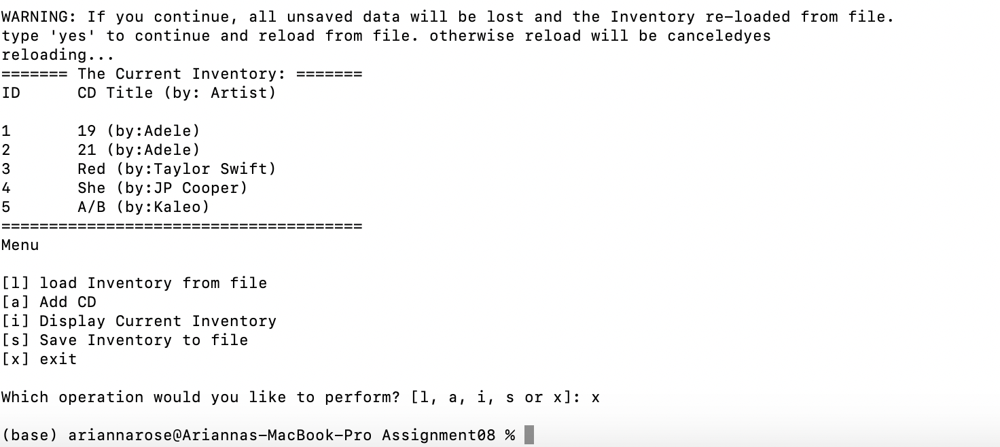 WARNING: If you continue, all unsaved data will be lost and the Inventory re-loaded from file.
type 'yes' to continue and reload from file. otherwise reload will be canceledyes
reloading...
======= The Current Inventory: =======
ID      CD Title (by: Artist)

1       19 (by:Adele)
2       21 (by:Adele)
3       Red (by:Taylor Swift)
4       She (by:JP Cooper)
5       A/B (by:Kaleo)
======================================
Menu

[l] load Inventory from file
[a] Add CD
[i] Display Current Inventory
[s] Save Inventory to file
[x] exit

Which operation would you like to perform? [l, a, i, s or x]: x

(base) ariannarose@Ariannas-MacBook-Pro Assignment08 %